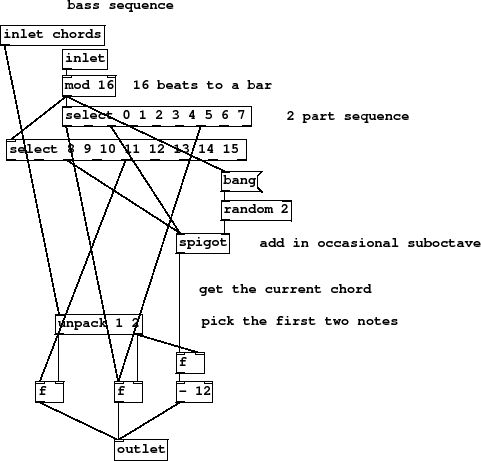 bass sequence
inlet chords
inlet
mod 16
16 beats to a bar
select 0 1 2 3 4 5 6 7
2 part sequence
select 8 9 10 11 12 13 14 15
bang
random 2
spigot
add in occasional suboctave
get the current chord
unpack 1 2
pick the first two notes
f
f
f
- 12
outlet